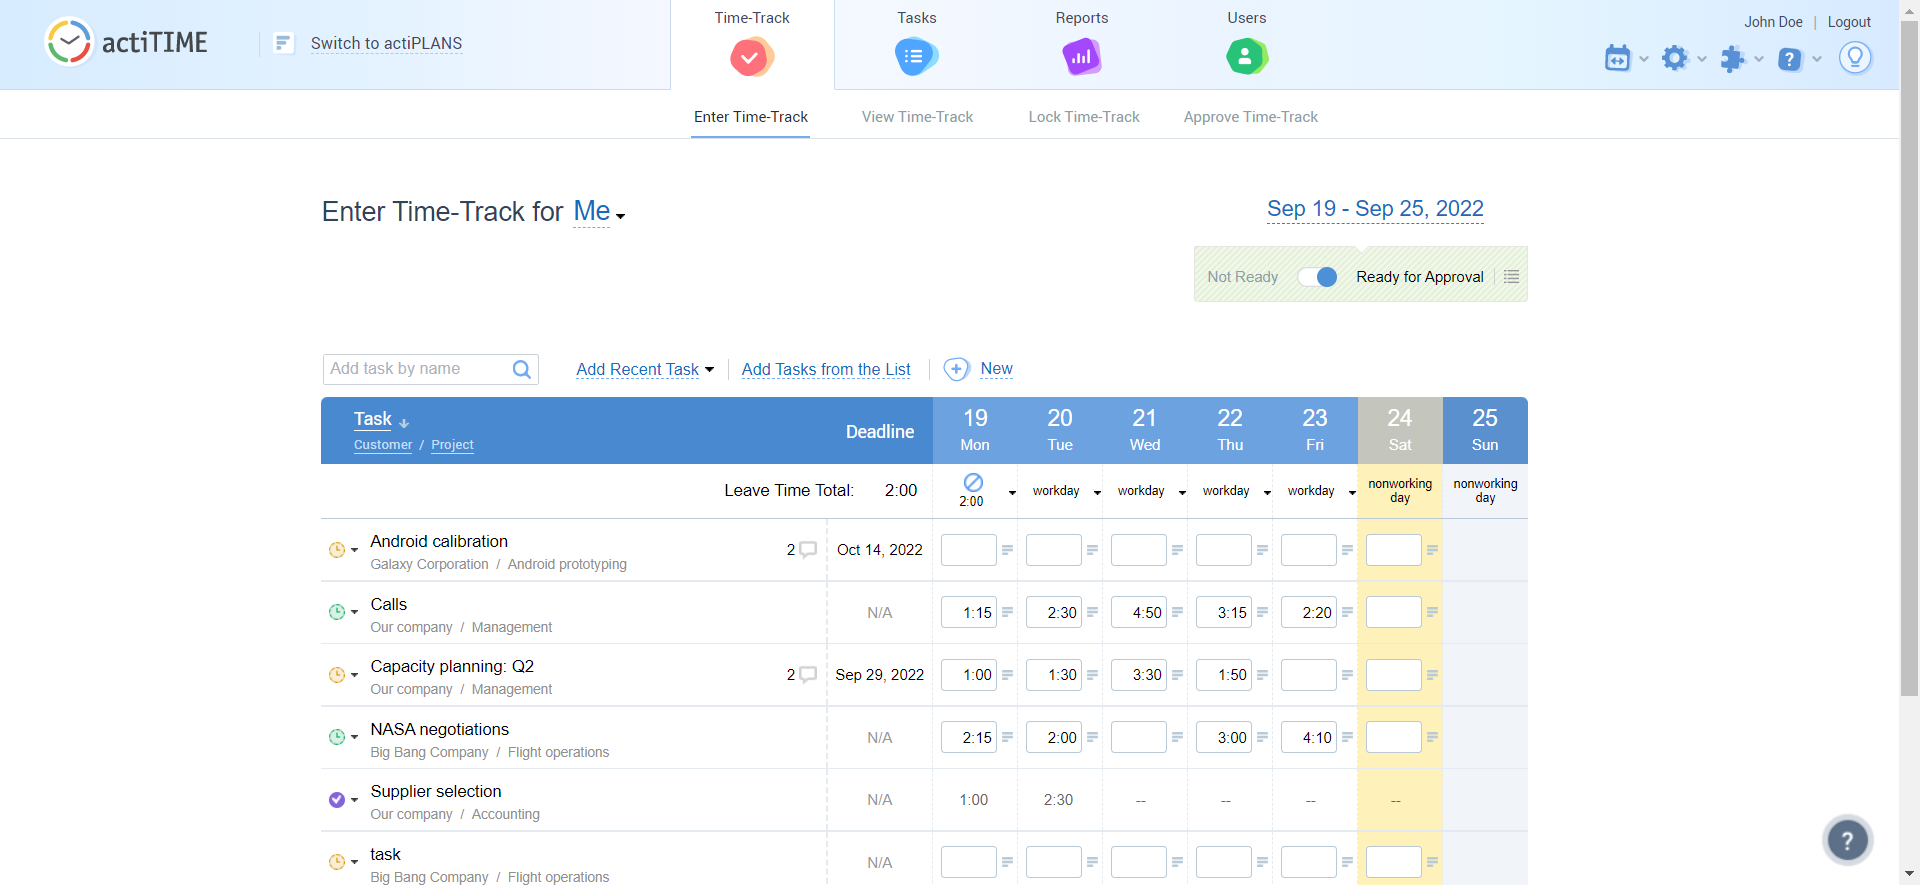 actiTIME
Switch to actiPLANS
Time-Track
Tasks
Reports
Users
John Doe | Logout
Enter Time-Track
View Time-Track
Lock Time-Track
Approve Time-Track
Enter Time-Track for Me
Sep 19 - Sep 25, 2022
Not Ready
Ready for Approval
Add task by name
Add Recent Task
Add Tasks from the List
New
Task
Customer / Project
Deadline
19 Mon
20 Tue
21 Wed
22 Thu
23 Fri
24 Sat
25 Sun
Leave Time Total: 2:00
2:00
workday
workday
workday
workday
nonworking day
nonworking day
Android calibration
Galaxy Corporation / Android prototyping
2
Oct 14, 2022
Calls
Our company / Management
N/A 1:15 2:30 4:50 3:15 2:20
Capacity planning: Q2
Our company / Management
2
Sep 29, 2022 1:00 1:30 3:30 1:50
NASA negotiations
Big Bang Company / Flight operations
N/A 2:15 2:00 3:00 4:10
Supplier selection
Our company / Accounting
N/A 1:00 2:30 -- -- -- --
task
Big Bang Company / Flight operations
N/A
?